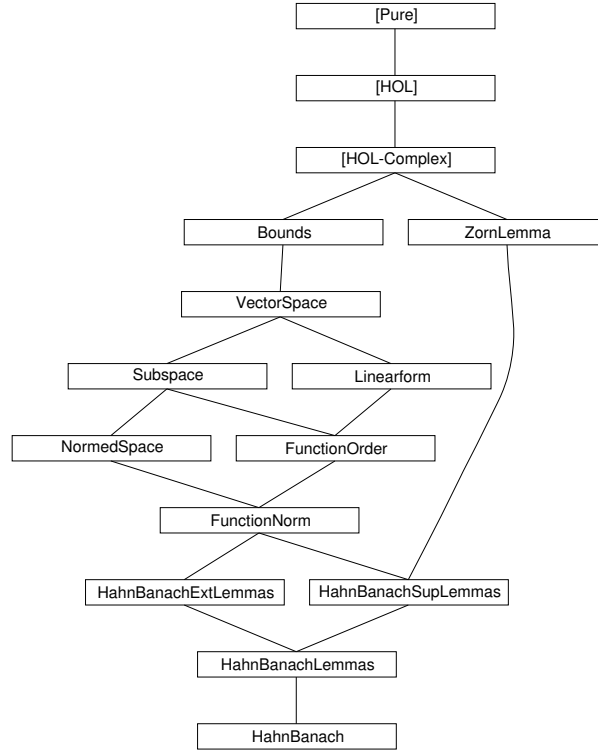 [Pure]
[HOL]
[HOL-Complex]
Bounds
ZornLemma
VectorSpace
Subspace
Linearform
NormedSpace
FunctionOrder
FunctionNorm
HahnBanachExtLemmas
HahnBanachSupLemmas
HahnBanachLemmas
HahnBanach